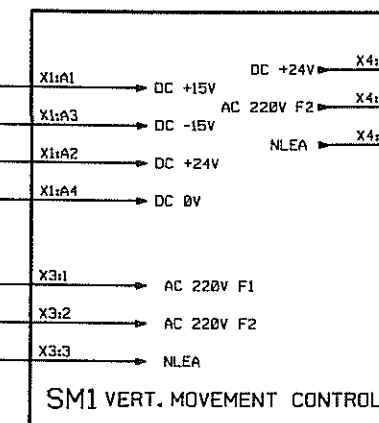 DC +24V X4:
X1:A1 DC +15V
AC 220V F2 X4:
X1:A3 DC -15V
NLEA X4:
X1:A2 DC +24V
X1:A4 DC 0V
X3:1 AC 220V F1
X3:2 AC 220V F2
X3:3 NLEA
SM1 VERT. MOVEMENT CONTROL